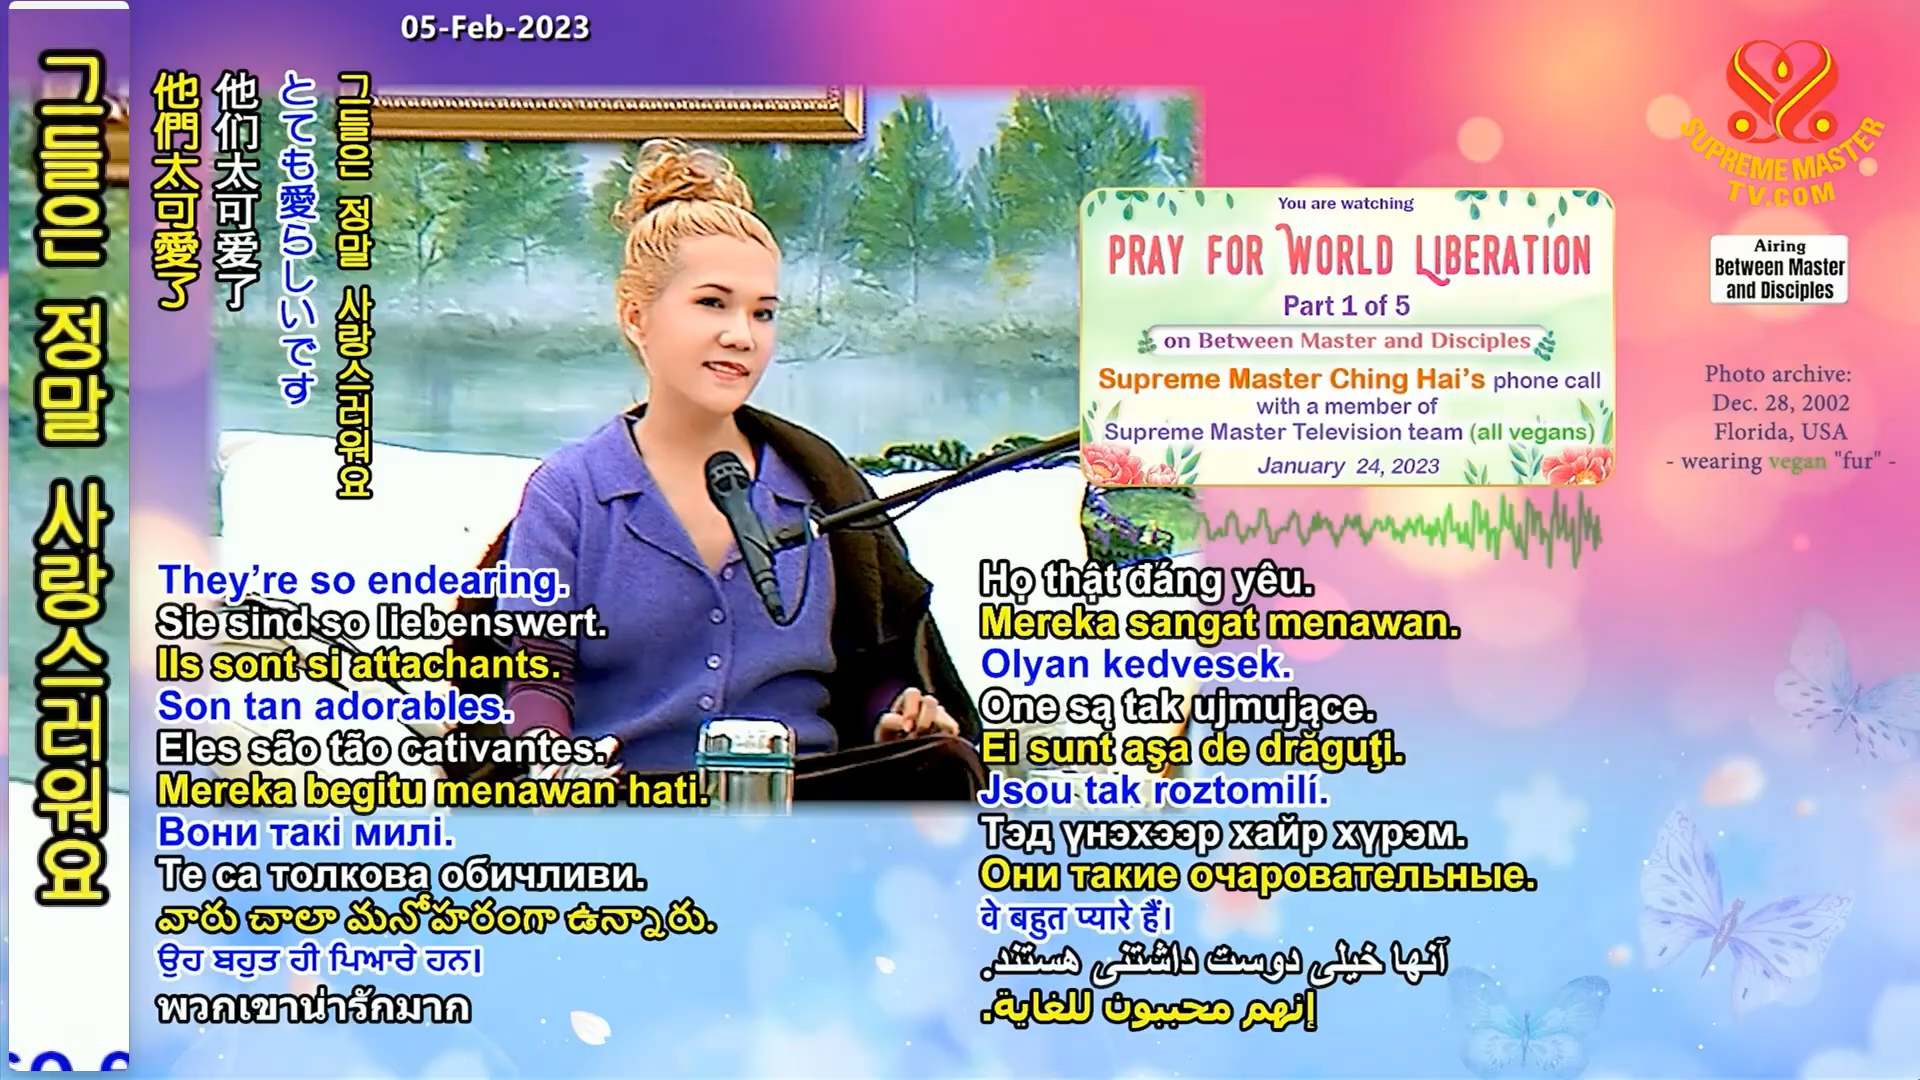 05-Feb-2023
그들은 정말 사랑스러워요
他們太可愛了
他们太可爱了
とても愛らしいです
그들은 정말 사랑스러워요
You are watching
PRAY FOR WORLD LIBERATION
Part 1 of 5
on Between Master and Disciples
Supreme Master Ching Hai's phone call
with a member of
Supreme Master Television team (all vegans)
January 24, 2023
SUPREME MASTER
TV.COM
Airing
Between Master
and Disciples
Photo archive:
Dec. 28, 2002
Florida, USA
- wearing vegan "fur" -
They're so endearing.
Sie sind so liebenswert.
Ils sont si attachants.
Son tan adorables.
Eles são tão cativantes.
Mereka begitu menawan hati.
Вони такі милі.
Те са толкова обичливи.
వారు చాలా మనోహరంగా ఉన్నారు.
ਉਹ ਬਹੁਤ ਹੀ ਪਿਆਰੇ ਹਨ।
พวกเขาน่ารักมาก
Họ thật đáng yêu.
Mereka sangat menawan.
Olyan kedvesek.
One są tak ujmujące.
Ei sunt aşa de drăguţi.
Jsou tak roztomilí.
Тэд үнэхээр хайр хүрэм.
Они такие очаровательные.
वे बहुत प्यारे हैं।
آنها خیلی دوست داشتنی هستند.
إنهم محببون للغاية.